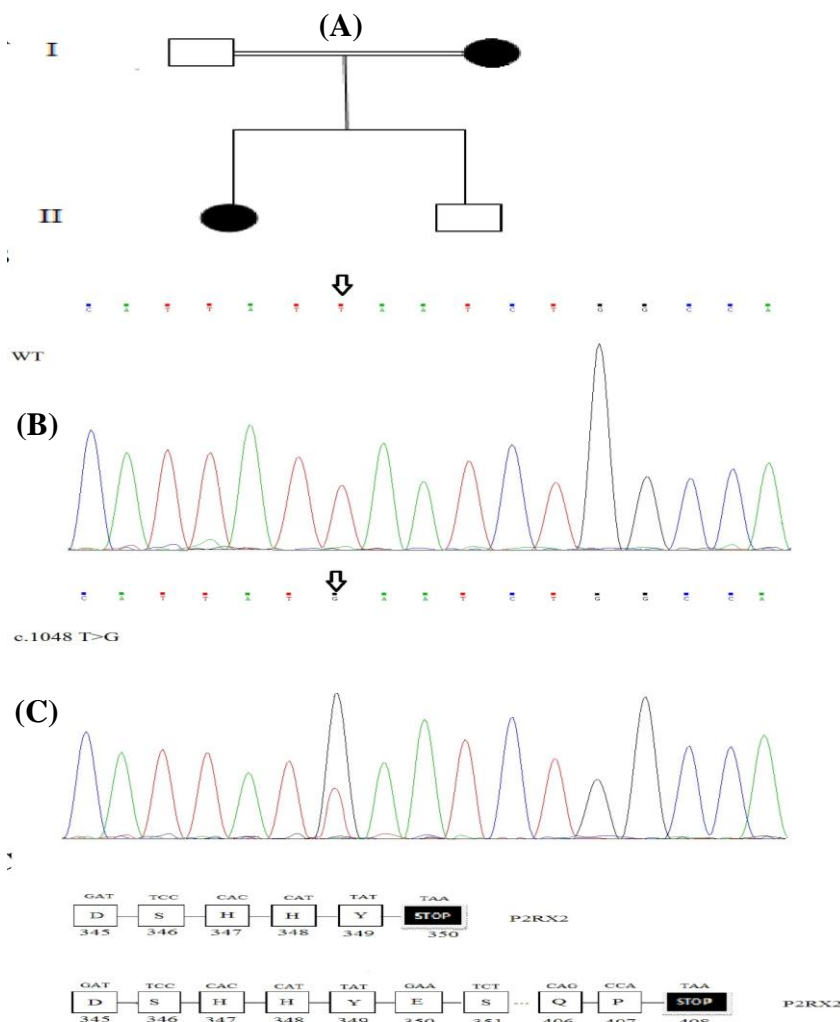 (A)
I
II
C A T T A T T A A T C T G G C C A
WT
(B)
C A T T A T G A A T C T G G C C A
c.1048 T>G
(C)
C
GAT TCC CAC CAT TAT TAA
D S H H Y STOP P2RX2
345 346 347 348 349 350
GAT TCC CAC CAT TAT GAA TCT CAG CCA TAA
D S H H Y E S ... Q P STOP P2RX2
345 346 347 348 349 350 351 406 407 408